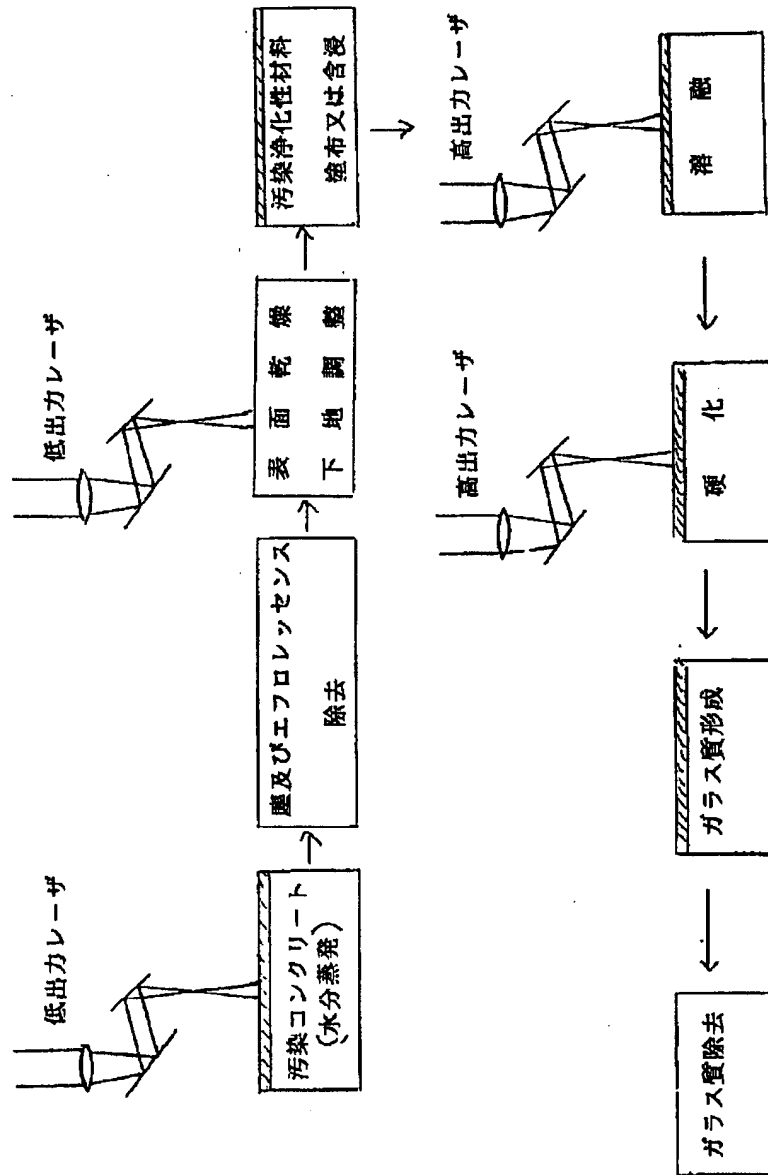 低出力レーザ
汚染コンクリート
(水分蒸発)
塵及びエフロレッセンス
除去
低出力レーザ
表面乾燥
下地調整
汚染浄化性材料
塗布又は含浸
高出力レーザ
溶融
高出力レーザ
硬化
ガラス質形成
ガラス質除去